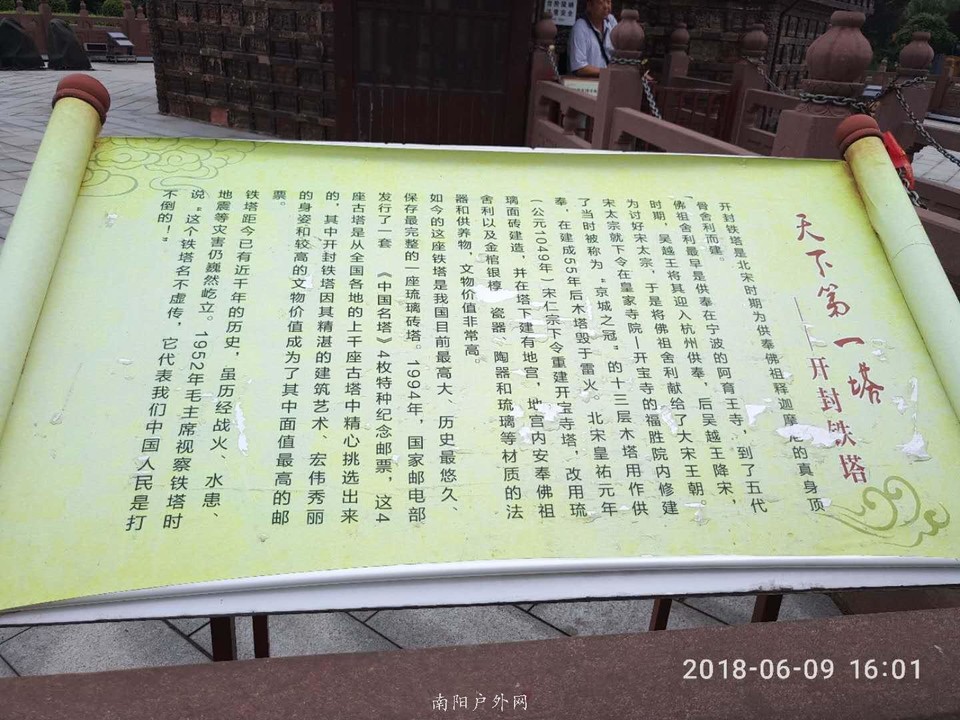 天下第一塔
——开封铁塔
开封铁塔是北宋时期为供奉佛祖释迦摩尼的真身顶
骨舍利而建。
佛祖舍利最早是供奉在宁波的阿育王寺，到了五代
时期，吴越王将其迎入杭州供奉，后吴越王降宋，
为讨好宋太宗，于是将佛祖舍利献给了大宋王朝。
宋太宗就下令在皇家寺院—开宝寺的福胜院内修建
了当时被称为“京城之冠”的十三层木塔用作供
奉，在建成55年后木塔毁于雷火。北宋皇祐元年
（公元1049年）宋仁宗下令重建开宝寺塔，改用琉
璃面砖建造，并在塔下建有地宫，地宫内安奉佛祖
舍利以及金棺银椁、瓷器、陶器和琉璃等材质的法
器和供养物，文物价值非常高。
如今的这座铁塔是我国目前最高大、历史最悠久、
保存最完整的一座琉璃砖塔。1994年，国家邮电部
发行了一套《中国名塔》4枚特种纪念邮票，这4
座古塔是从全国各地的上千座古塔中精心挑选出来
的，其中开封铁塔因其精湛的建筑艺术、宏伟秀丽
的身姿和较高的文物价值成为了其中面值最高的邮
票。
铁塔距今已有近千年的历史，虽历经战火、水患、
地震等灾害仍巍然屹立。1952年毛主席视察铁塔时
说“这个铁塔名不虚传，它代表我们中国人民是打
不倒的！”
2018-06-09 16:01
南阳户外网